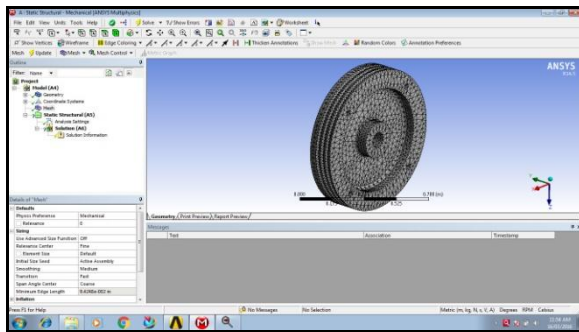 A : Static Structural - Mechanical [ANSYS Multiphysics]
File Edit View Units Tools Help Solve ?/Show Errors Worksheet
Show Vertices Wireframe Edge Coloring Thicken Annotations Random Colors Annotation Preferences
Mesh Update Mesh Mesh Control
Outline
Filter: Name
Project
Model (A4)
Geometry
Coordinate Systems
Mesh
Static Structural (A5)
Analysis Settings
Solution (A6)
Solution Information
ANSYS
0.000 0.700 (m)
0.525
Details of "Mesh"
Defaults
Physics Preference Mechanical
Relevance 0
Sizing
Use Advanced Size Function Off
Relevance Center Fine
Element Size Default
Initial Size Seed Active Assembly
Smoothing Medium
Transition Fast
Span Angle Center Coarse
Minimum Edge Length
Inflation
Geometry Print Preview Report Preview
Messages
Text Association Timestamp
Press F1 for Help No Messages No Selection Metric (m, kg, N, s, V, A) Degrees RPM Celsius